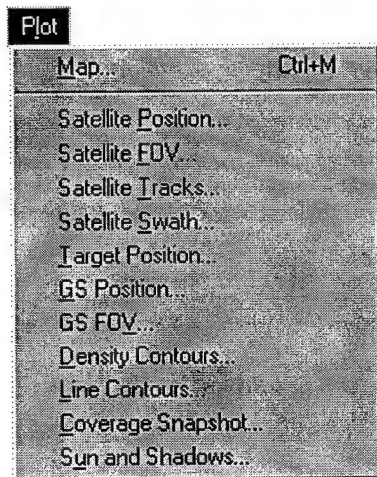 Plot
Map... Ctrl+M
Satellite Position...
Satellite FOV...
Satellite Tracks...
Satellite Swath...
Target Position...
GS Position...
GS FOV...
Density Contours...
Line Contours...
Coverage Snapshot...
Sun and Shadows...